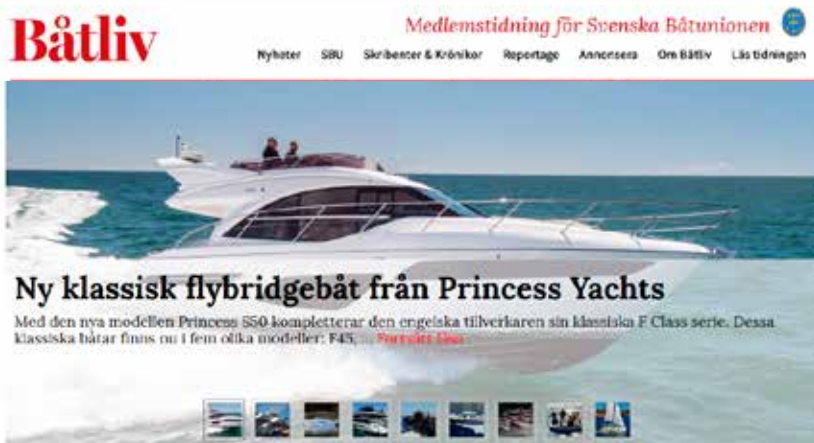 Båtliv
Medlemstidning för Svenska Båtunionen
Nyheter SBU Skribenter & Krönikor Reportage Annonsera Om Båtliv Läs tidningen
Ny klassisk flybridgebåt från Princess Yachts
Med den nya modellen Princess S50 kompletterar den engelska tillverkaren sin klassiska F Class serie. Dessa
klassiska båtar finns nu i fem olika modeller: F45, ... Fortsätt läsa